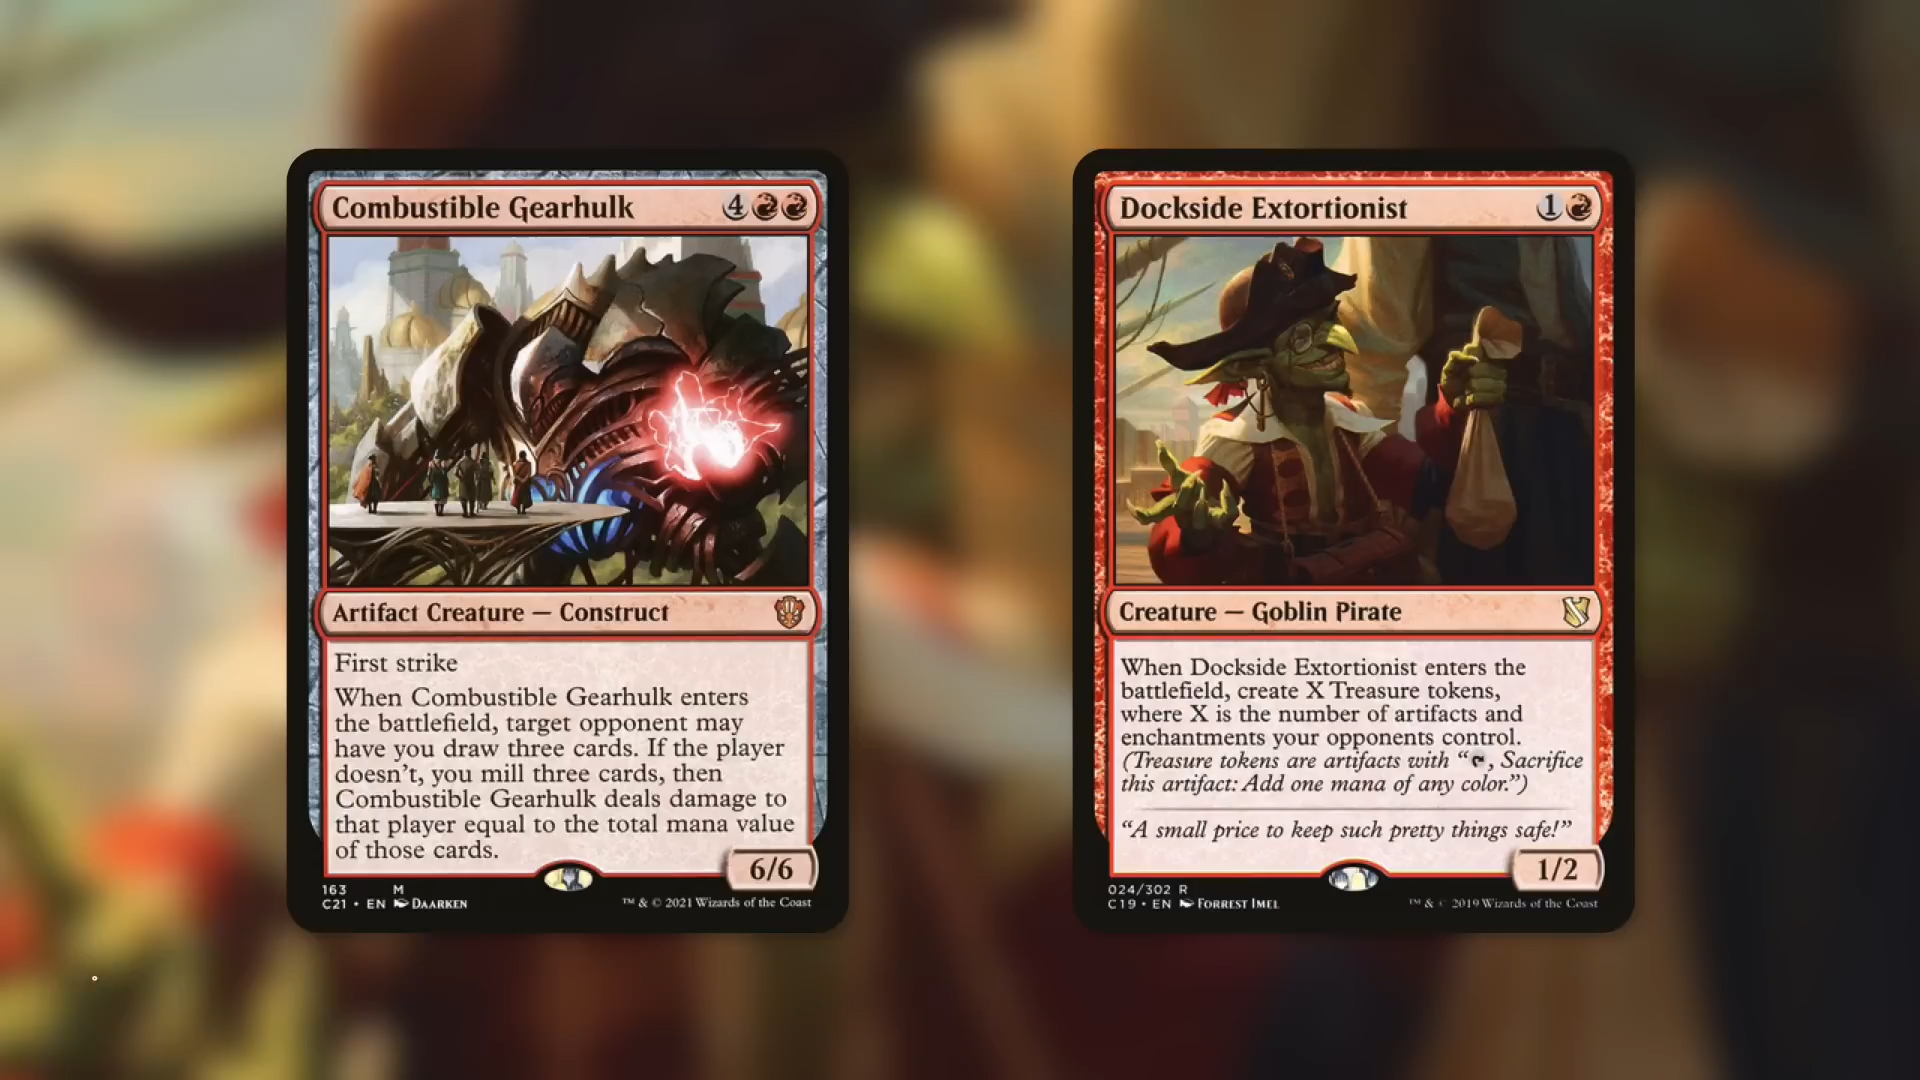 Combustible Gearhulk 4
Artifact Creature — Construct
First strike
When Combustible Gearhulk enters
the battlefield, target opponent may
have you draw three cards. If the player
doesn't, you mill three cards, then
Combustible Gearhulk deals damage to
that player equal to the total mana value
of those cards.
6/6
163 M
C21 • EN DAARKEN
™ & © 2021 Wizards of the Coast
Dockside Extortionist 1
Creature — Goblin Pirate
When Dockside Extortionist enters the
battlefield, create X Treasure tokens,
where X is the number of artifacts and
enchantments your opponents control.
(Treasure tokens are artifacts with “, Sacrifice
this artifact: Add one mana of any color.”)
“A small price to keep such pretty things safe!”
1/2
024/302 R
C19 • EN FORREST IMEL
™ & © 2019 Wizards of the Coast